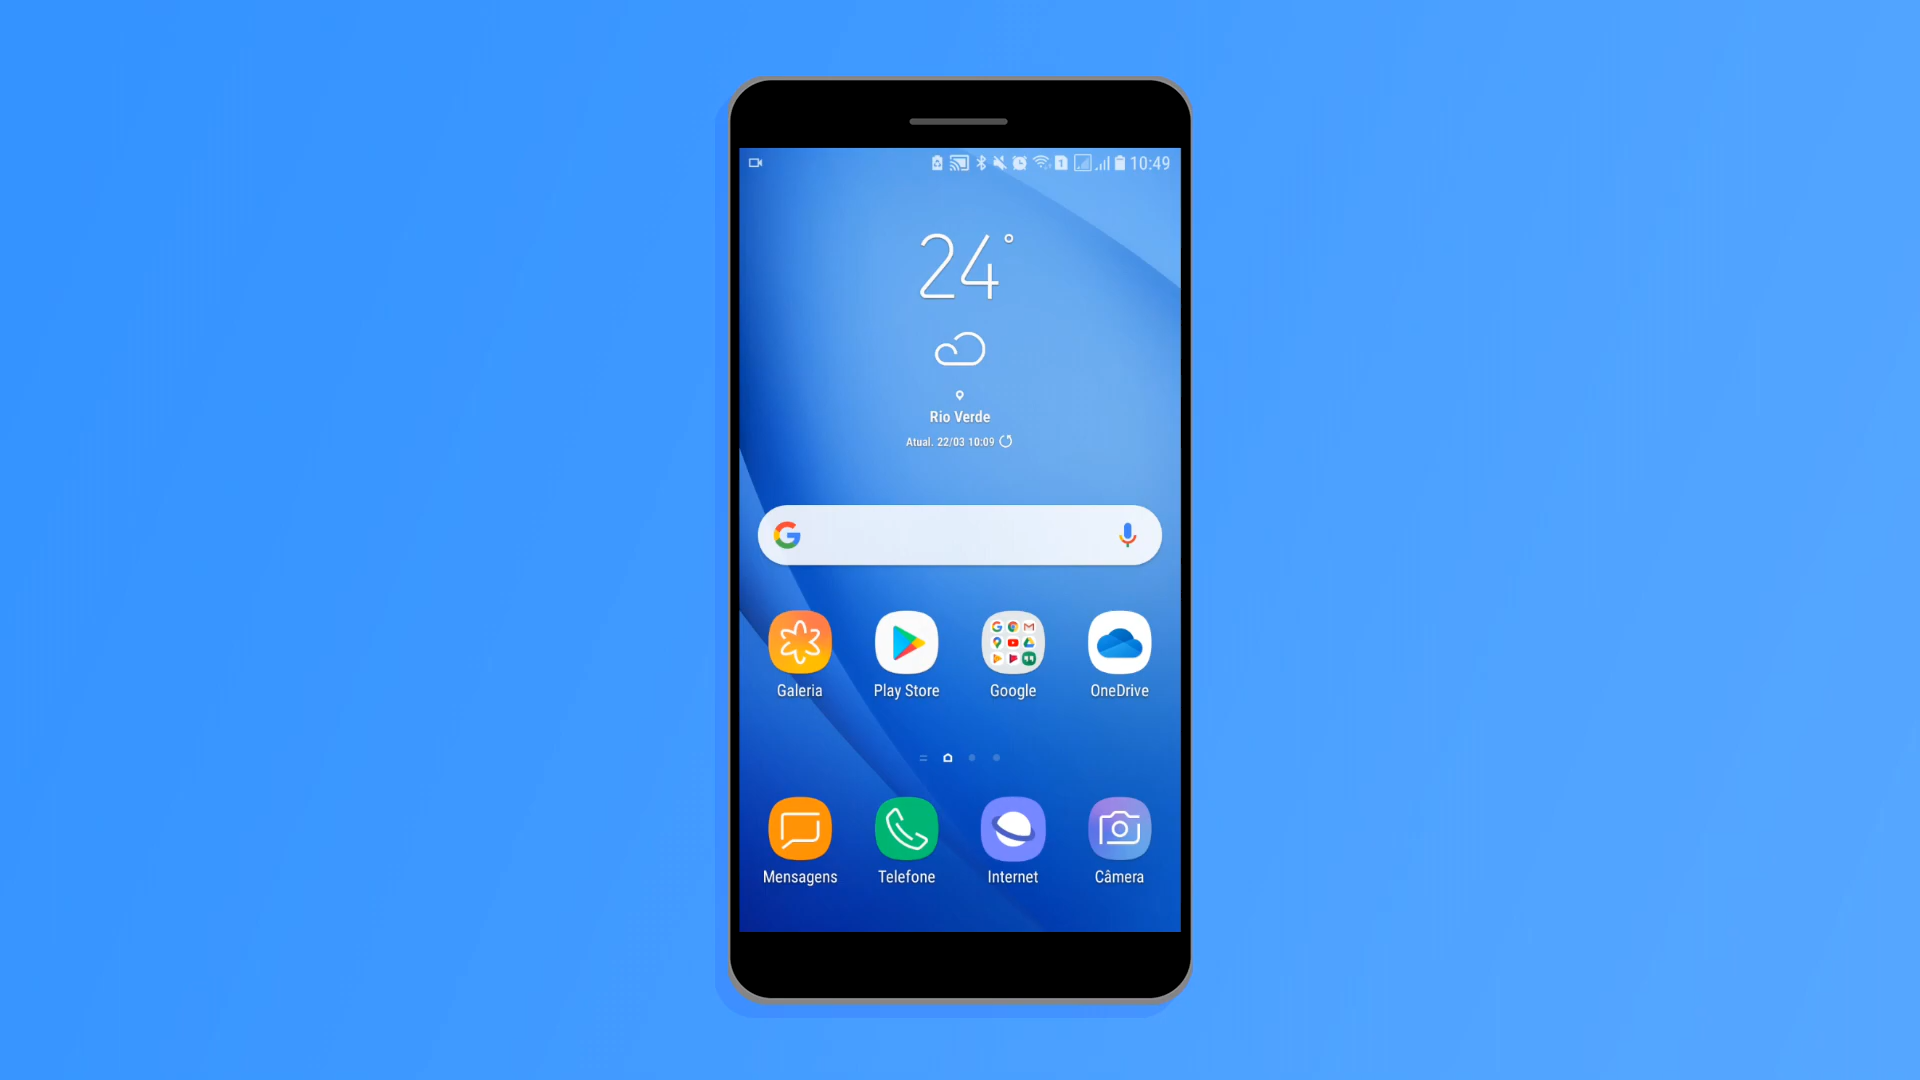 10:49
24°
Rio Verde
Atual. 22/03 10:09
Galeria
Play Store
Google
OneDrive
Mensagens
Telefone
Internet
Câmera